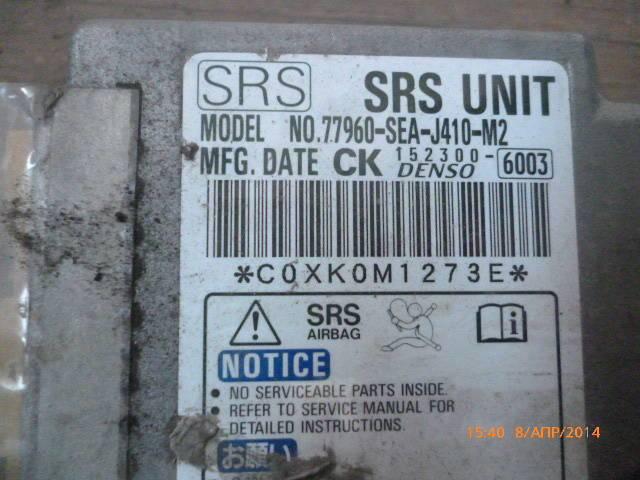 SRS SRS UNIT
MODEL NO.77960-SEA-J410-M2
MFG. DATE CK 152300- 6003
DENSO
*C0XK0M1273E*
SRS
AIRBAG
NOTICE
• NO SERVICEABLE PARTS INSIDE.
• REFER TO SERVICE MANUAL FOR
DETAILED INSTRUCTIONS.
お願い
15:40 8/АПР/2014